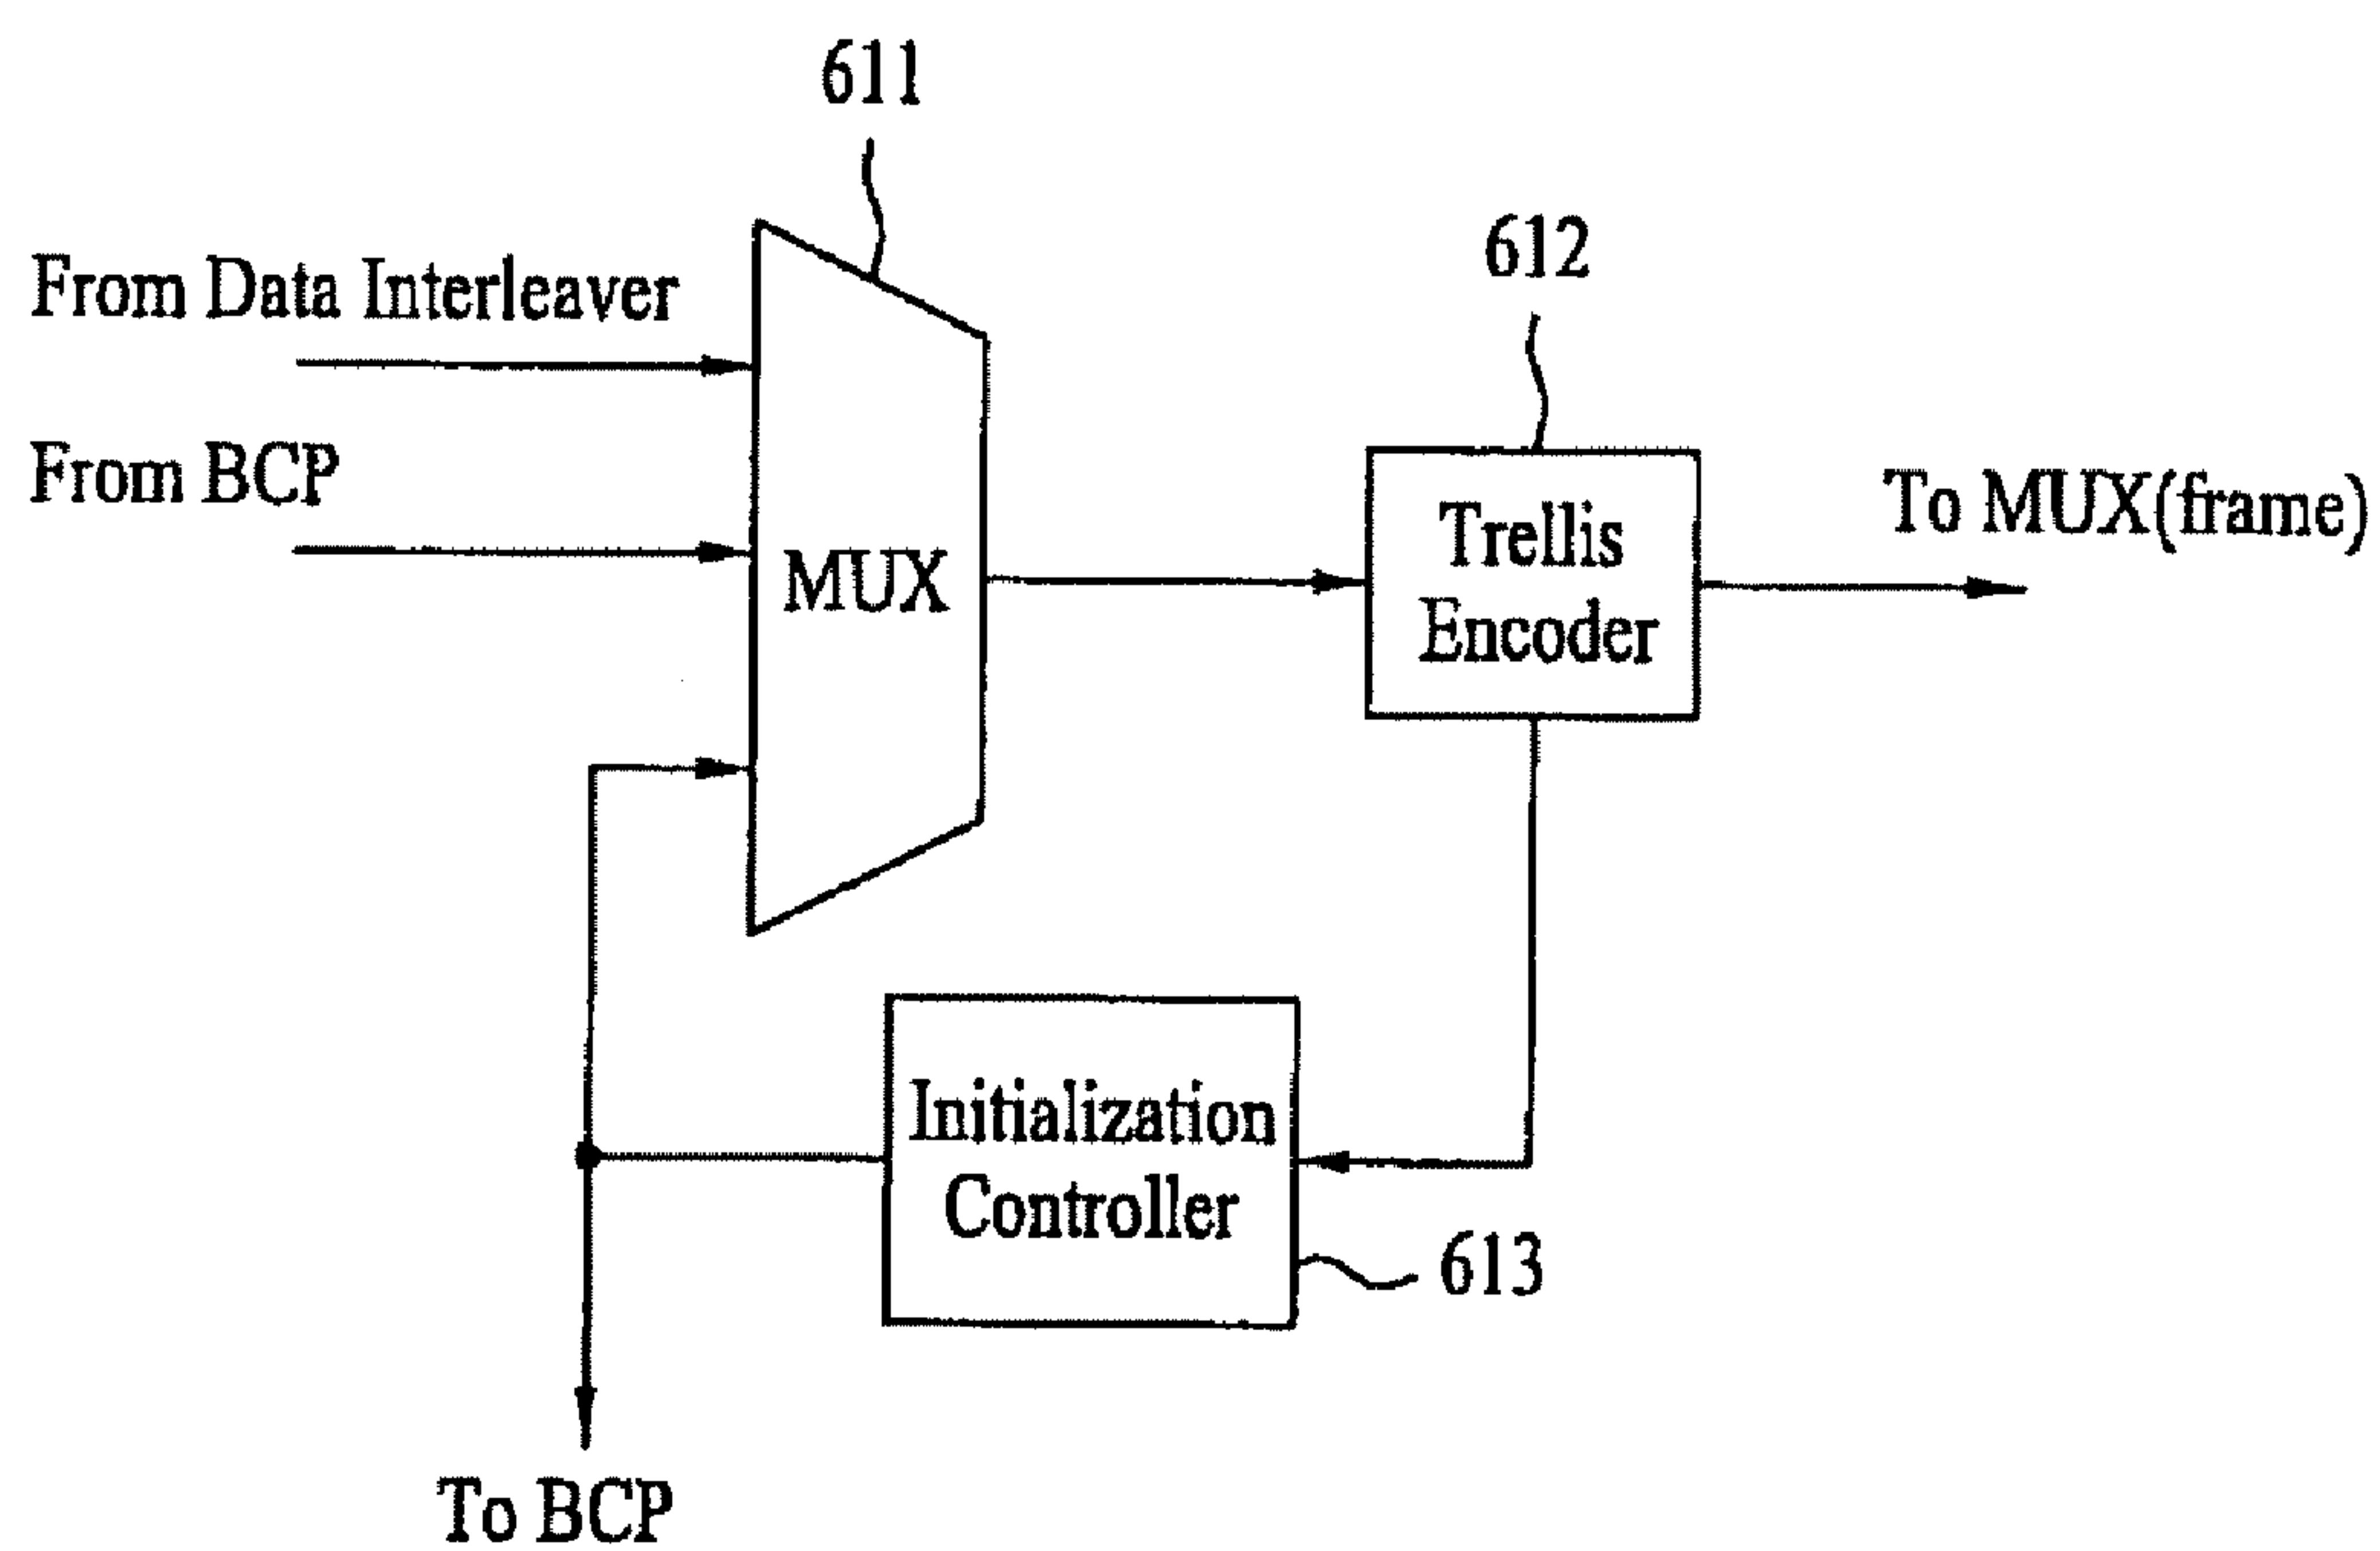 611
612
From Data Interleaver
From BCP
MUX
Trellis
Encoder
To MUX(frame)
Initialization
Controller
613
To BCP